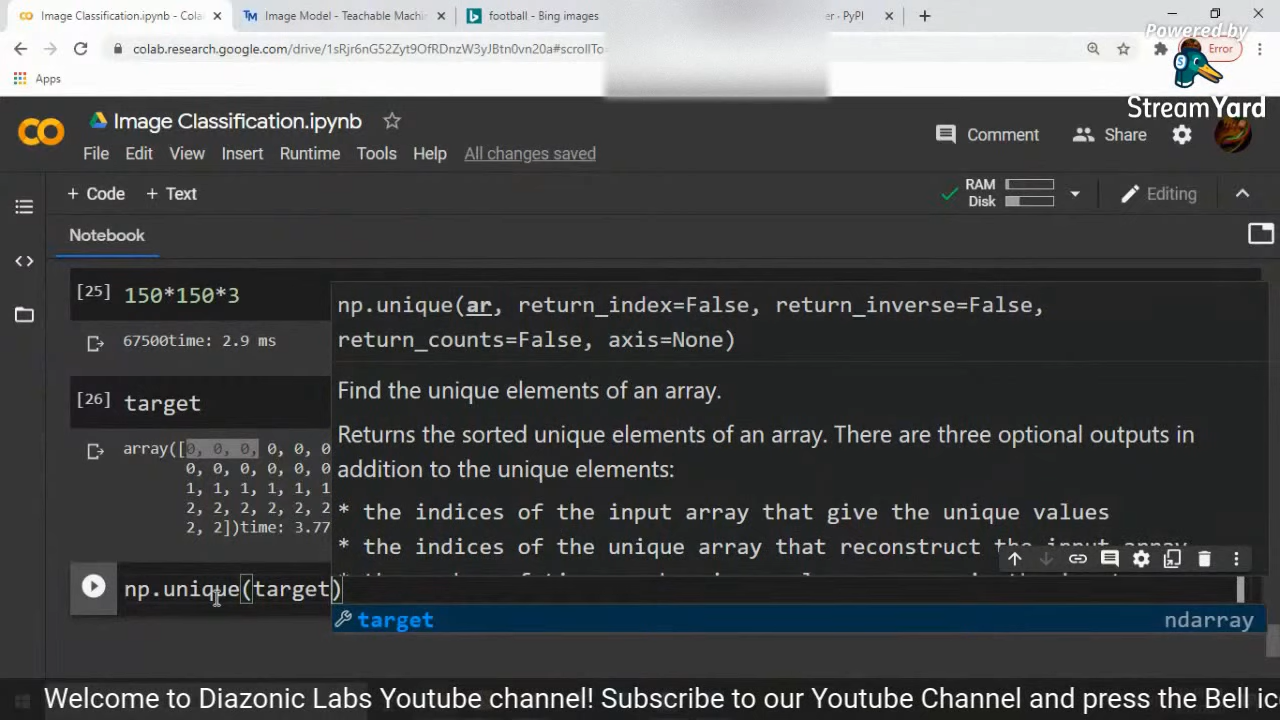 Image Classification.ipynb - Cola
Image Model - Teachable Machi
football - Bing images
er · PyPI
Powered by
colab.research.google.com/drive/1sRjr6nG52Zyt9OfRDnzW3yJBtn0vn20a#scrollTo=
Error
Apps
StreamYard
Image Classification.ipynb
Comment
Share
File Edit View Insert Runtime Tools Help All changes saved
+ Code + Text
RAM
Disk
Editing
Notebook
[25] 150*150*3
67500time: 2.9 ms
[26] target
array([0, 0, 0, 0, 0, 0
0, 0, 0, 0, 0, 0
1, 1, 1, 1, 1, 1
2, 2, 2, 2, 2, 2
2, 2])time: 3.77
np.unique(ar, return_index=False, return_inverse=False,
return_counts=False, axis=None)
Find the unique elements of an array.
Returns the sorted unique elements of an array. There are three optional outputs in
addition to the unique elements:
* the indices of the input array that give the unique values
* the indices of the unique array that reconstruct the input array
np.unique(target)
target
ndarray
Welcome to Diazonic Labs Youtube channel! Subscribe to our Youtube Channel and press the Bell ic